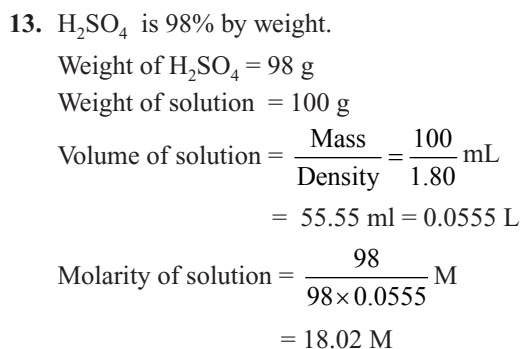 13. H₂SO₄ is 98% by weight.
Weight of H₂SO₄ = 98 g
Weight of solution = 100 g
Volume of solution = Mass/Density = 100/1.80 mL
= 55.55 ml = 0.0555 L
Molarity of solution = 98/(98×0.0555) M
= 18.02 M